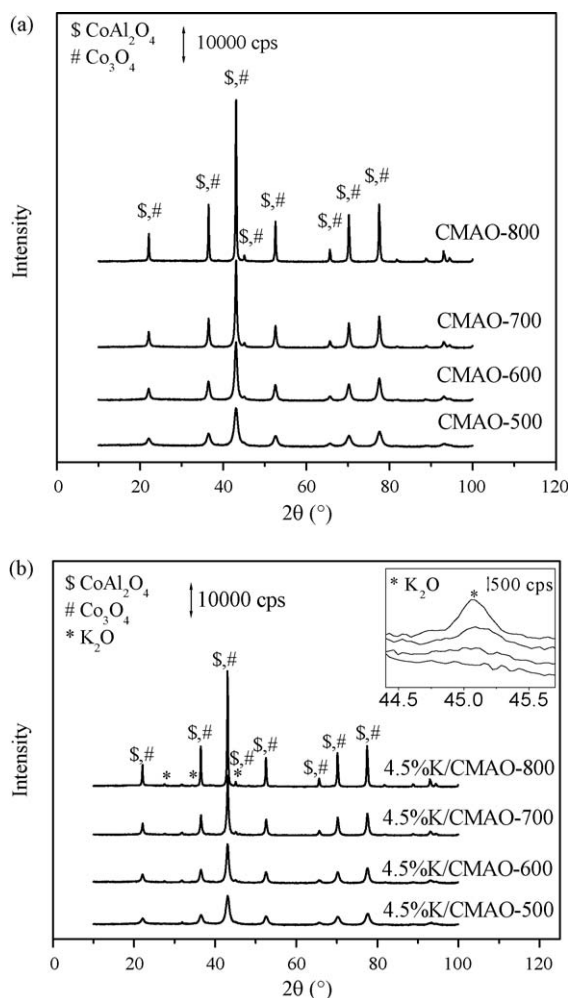 (a)
$ CoAl₂O₄
# Co₃O₄
10000 cps
$,#
$,#
$,#
$,#
$,#
$,#
$,#
$,#
CMAO-800
CMAO-700
CMAO-600
CMAO-500
Intensity
0 20 40 60 80 100 120
2θ (°)
(b)
$ CoAl₂O₄
# Co₃O₄
* K₂O
10000 cps
* K₂O 500 cps
*
44.5 45.0 45.5
$,#
$,#
*
*
$,#
$,#
*
$,#
$,#
$,#
$,#
4.5%K/CMAO-800
4.5%K/CMAO-700
4.5%K/CMAO-600
4.5%K/CMAO-500
Intensity
0 20 40 60 80 100 120
2θ (°)